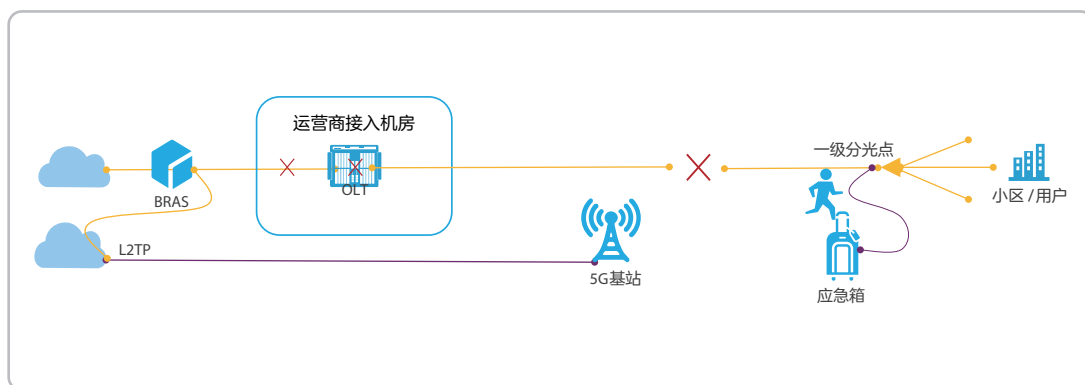 运营商接入机房
OLT
BRAS
一级分光点
小区 /用户
L2TP
5G基站
应急箱